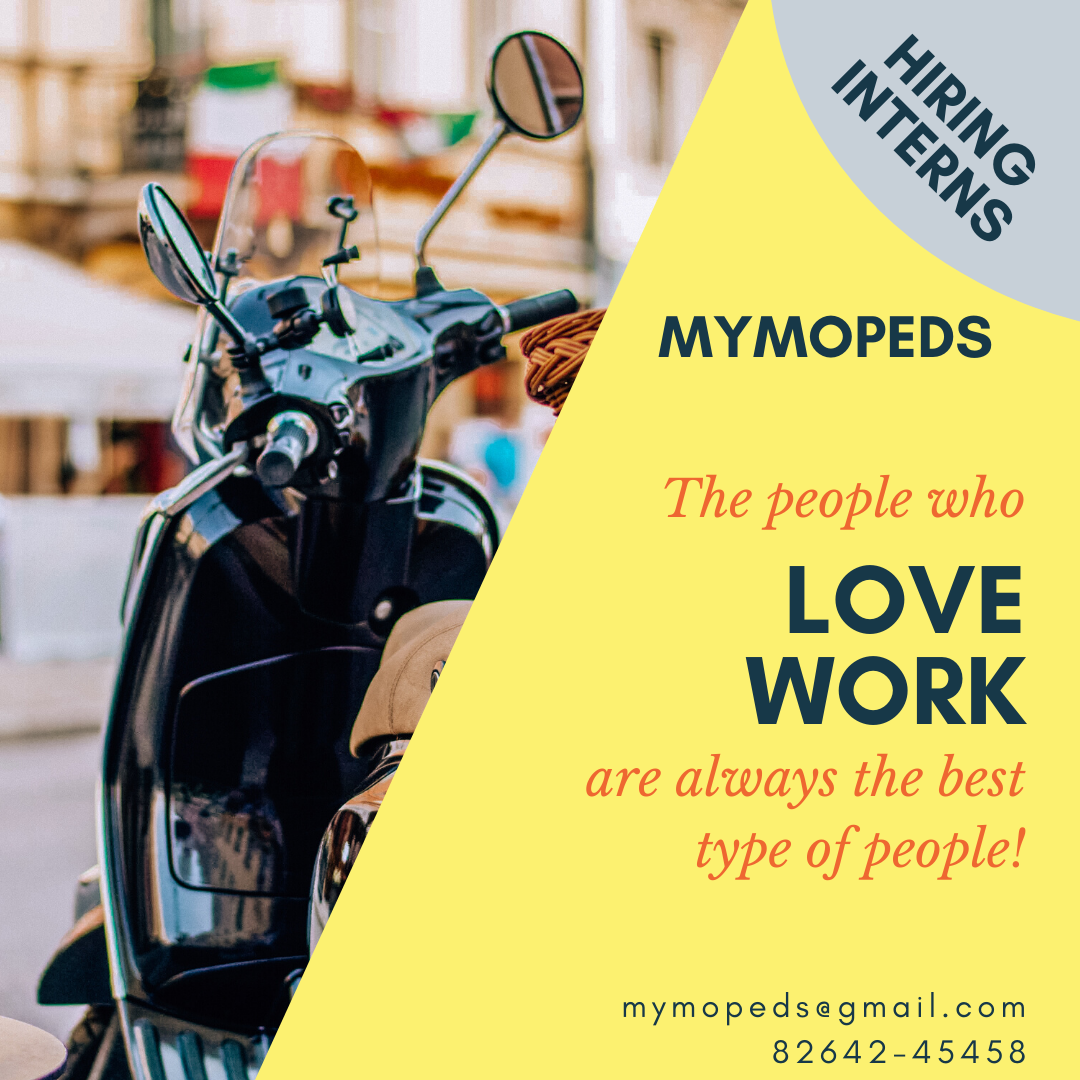 HIRING
INTERNS
MYMOPEDS
The people who
LOVE
WORK
are always the best
type of people!
mymopeds@gmail.com
82642-45458